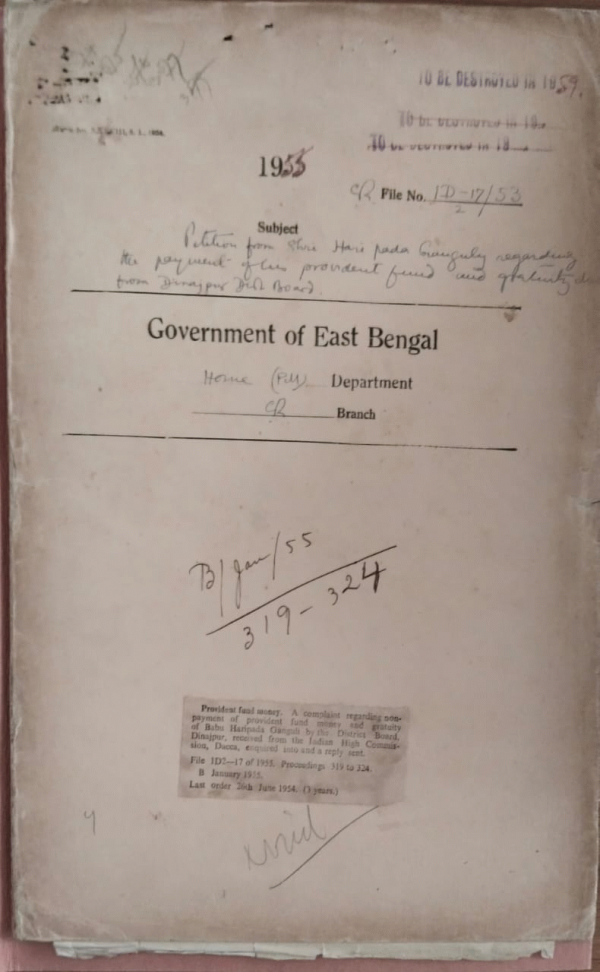 TO BE DESTROYED IN 1959.
TO BE DESTROYED IN 19
TO BE DESTROYED IN 19
1955
CR File No. 1D-17/53
2
Subject
Petition from Shri Hari pada Ganguly regarding
the payment of his provident fund and gratuity
from Dinajpur Dist Board.
Government of East Bengal
Home (Poll) Department
CR Branch
B/Jan/55
319-324
Provident fund money. A complaint regarding non-
payment of provident fund money and gratuity
of Babu Haripada Ganguli by the District Board,
Dinajpur, received from the Indian High Commis-
sion, Dacca, enquired into and a reply sent.
File 1D2—17 of 1953. Proceedings 319 to 324.
B January 1955.
Last order 26th June 1954. (3 years.)